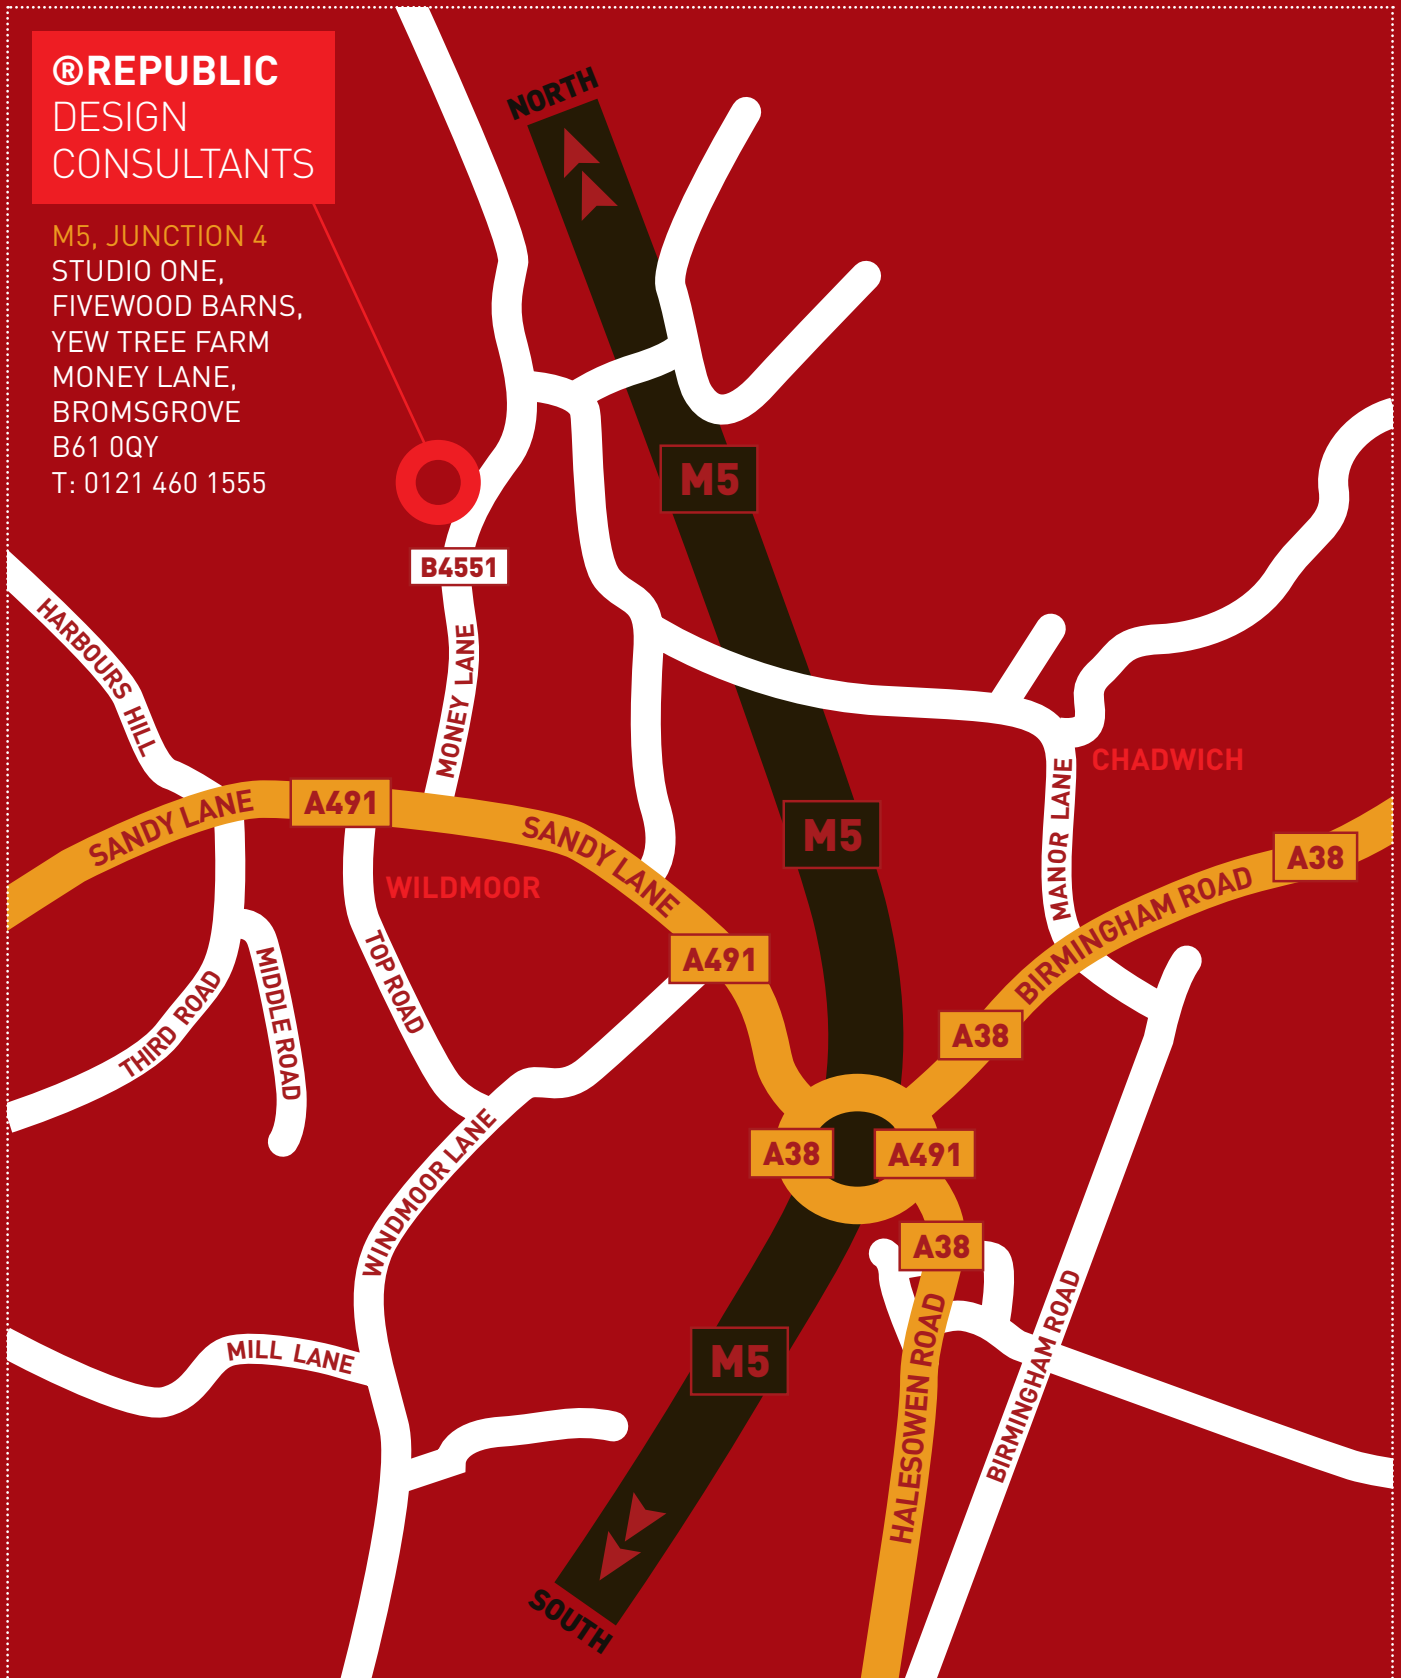 ®REPUBLIC
DESIGN
CONSULTANTS
M5, JUNCTION 4
STUDIO ONE,
FIVEWOOD BARNS,
YEW TREE FARM
MONEY LANE,
BROMSGROVE
B61 0QY
T: 0121 460 1555
NORTH
M5
B4551
HARBOURS HILL
MONEY LANE
CHADWICH
MANOR LANE
SANDY LANE
A491
SANDY LANE
M5
A38
WILDMOOR
BIRMINGHAM ROAD
TOP ROAD
A491
MIDDLE ROAD
THIRD ROAD
A38
WINDMOOR LANE
A38
A491
A38
MILL LANE
M5
HALESOWEN ROAD
BIRMINGHAM ROAD
SOUTH